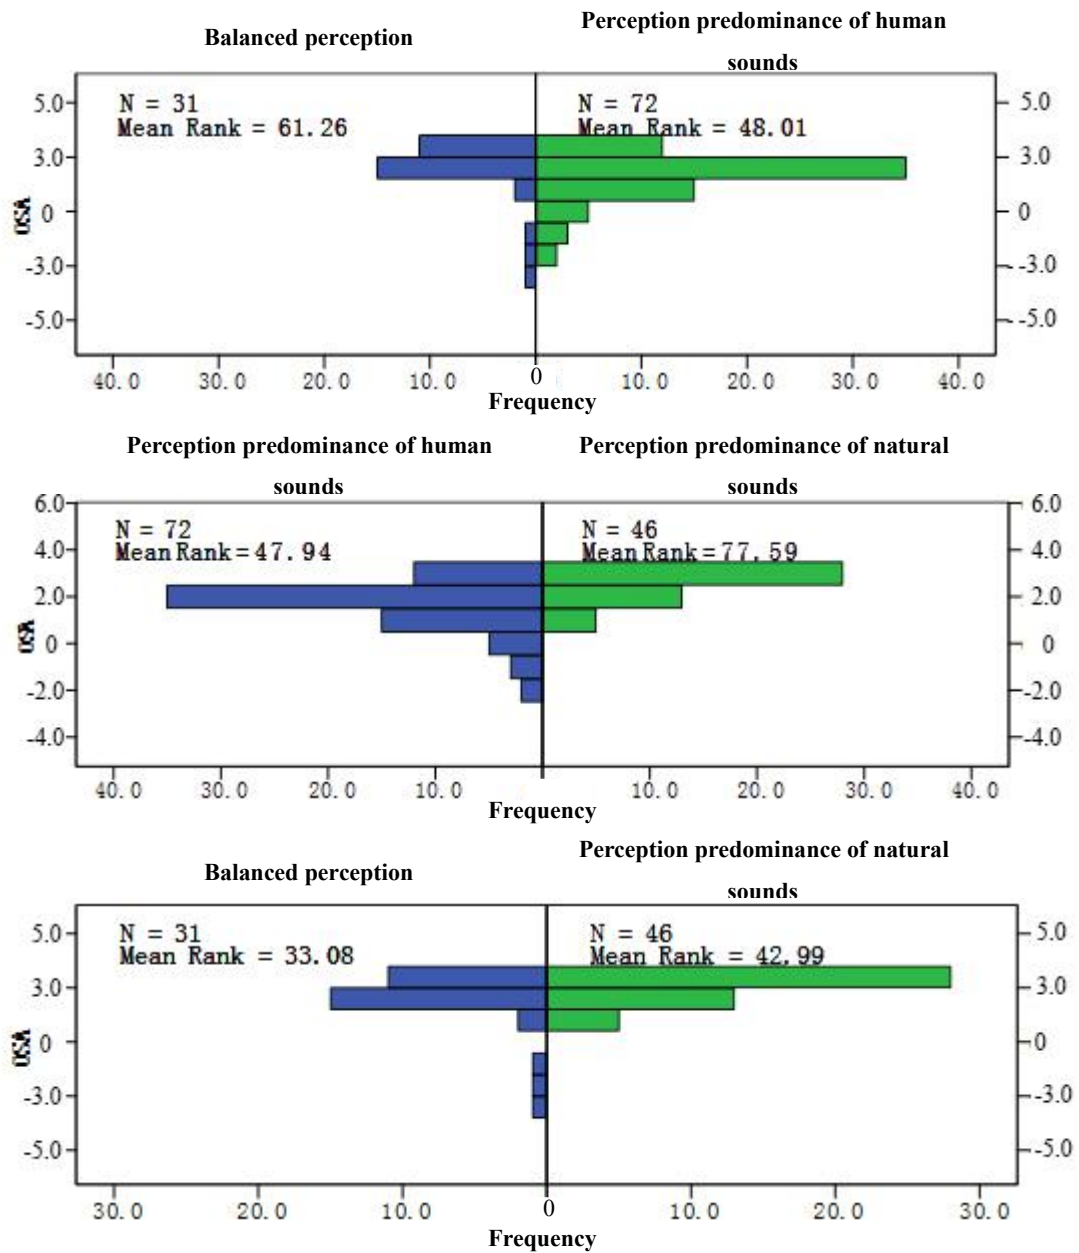 Balanced perception
Perception predominance of human
sounds
N = 31
Mean Rank = 61.26
N = 72
Mean Rank = 48.01
5.0
3.0
0
-3.0
-5.0
OSA
5.0
3.0
0
-3.0
-5.0
40.0 30.0 20.0 10.0 0 10.0 20.0 30.0 40.0
Frequency
Perception predominance of human
sounds
Perception predominance of natural
sounds
N = 72
Mean Rank = 47.94
N = 46
Mean Rank = 77.59
6.0
4.0
2.0
0
-2.0
-4.0
OSA
6.0
4.0
2.0
0
-2.0
-4.0
40.0 30.0 20.0 10.0 10.0 20.0 30.0 40.0
Frequency
Balanced perception
Perception predominance of natural
sounds
N = 31
Mean Rank = 33.08
N = 46
Mean Rank = 42.99
5.0
3.0
0
-3.0
-5.0
OSA
5.0
3.0
0
-3.0
-5.0
30.0 20.0 10.0 0 10.0 20.0 30.0
Frequency